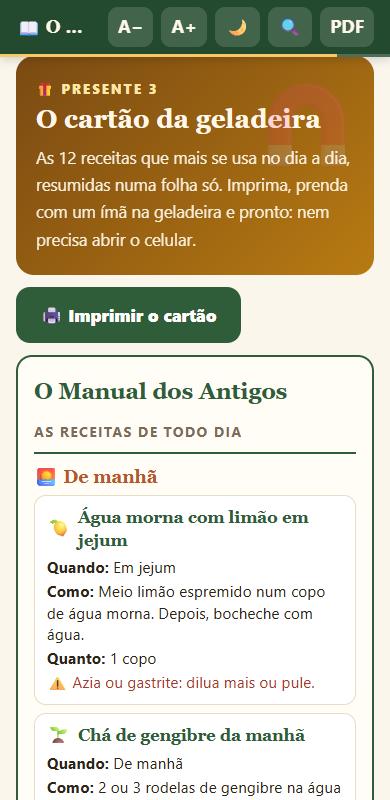 O ...
A−
A+
PDF
PRESENTE 3
O cartão da geladeira
As 12 receitas que mais se usa no dia a dia,
resumidas numa folha só. Imprima, prenda
com um ímã na geladeira e pronto: nem
precisa abrir o celular.
Imprimir o cartão
O Manual dos Antigos
AS RECEITAS DE TODO DIA
De manhã
Água morna com limão em
jejum
Quando: Em jejum
Como: Meio limão espremido num copo
de água morna. Depois, bocheche com
água.
Quanto: 1 copo
Azia ou gastrite: dilua mais ou pule.
Chá de gengibre da manhã
Quando: De manhã
Como: 2 ou 3 rodelas de gengibre na água